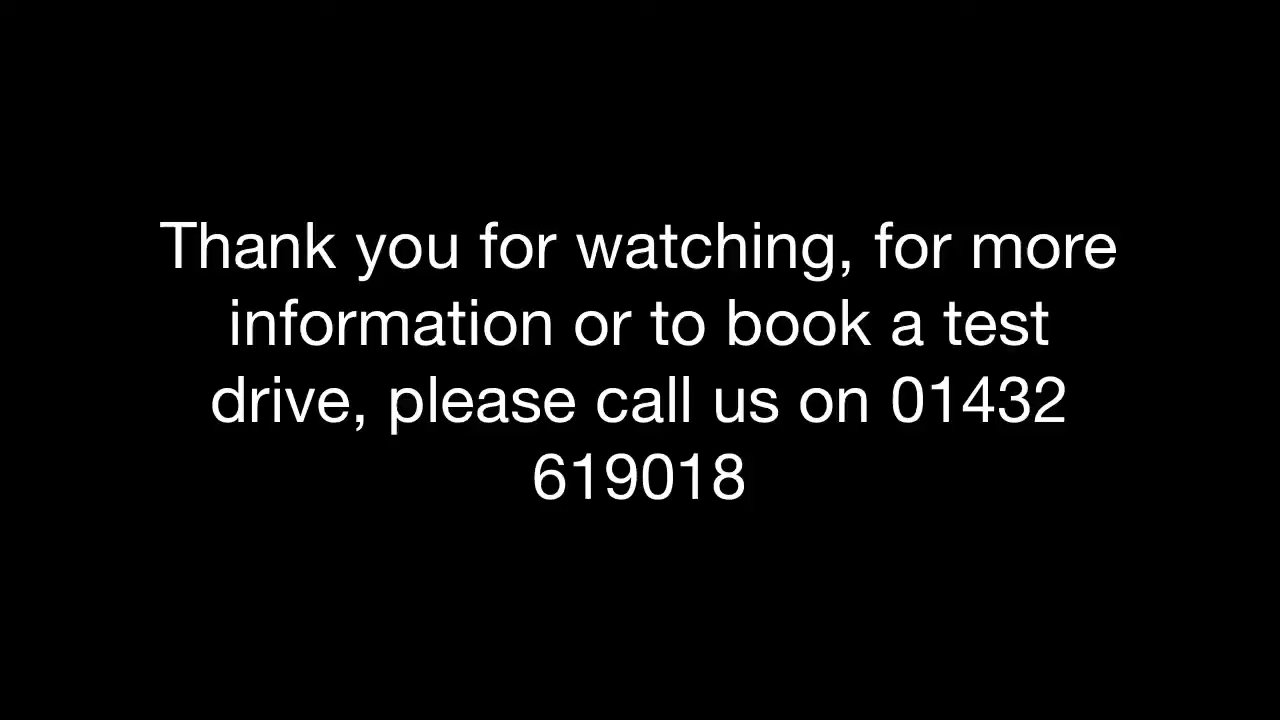 Thank you for watching, for more
information or to book a test
drive, please call us on 01432
619018